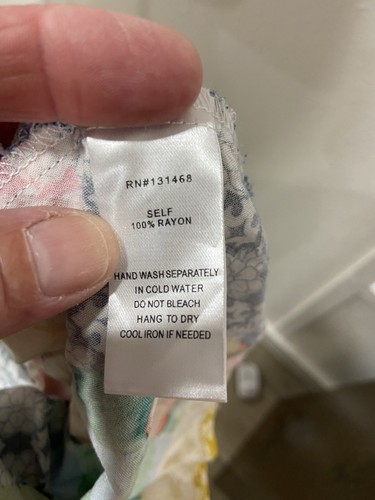 RN#131468
SELF
100% RAYON
HAND WASH SEPARATELY
IN COLD WATER
DO NOT BLEACH
HANG TO DRY
COOL IRON IF NEEDED